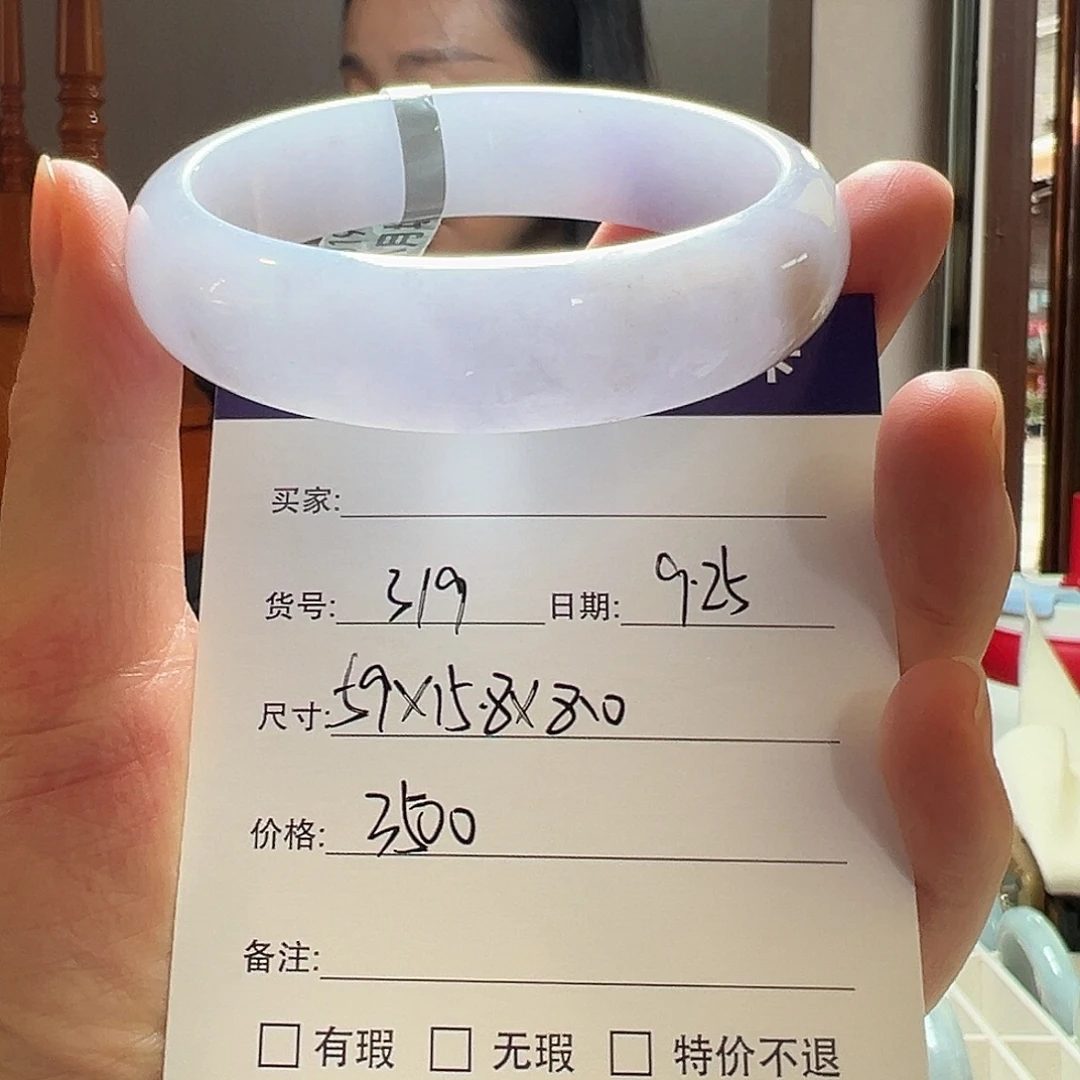 买家:
货号: 319 日期: 9.25
尺寸: 59×15.8×8.0
价格: 3500
备注:
□ 有瑕 □ 无瑕 □ 特价不退